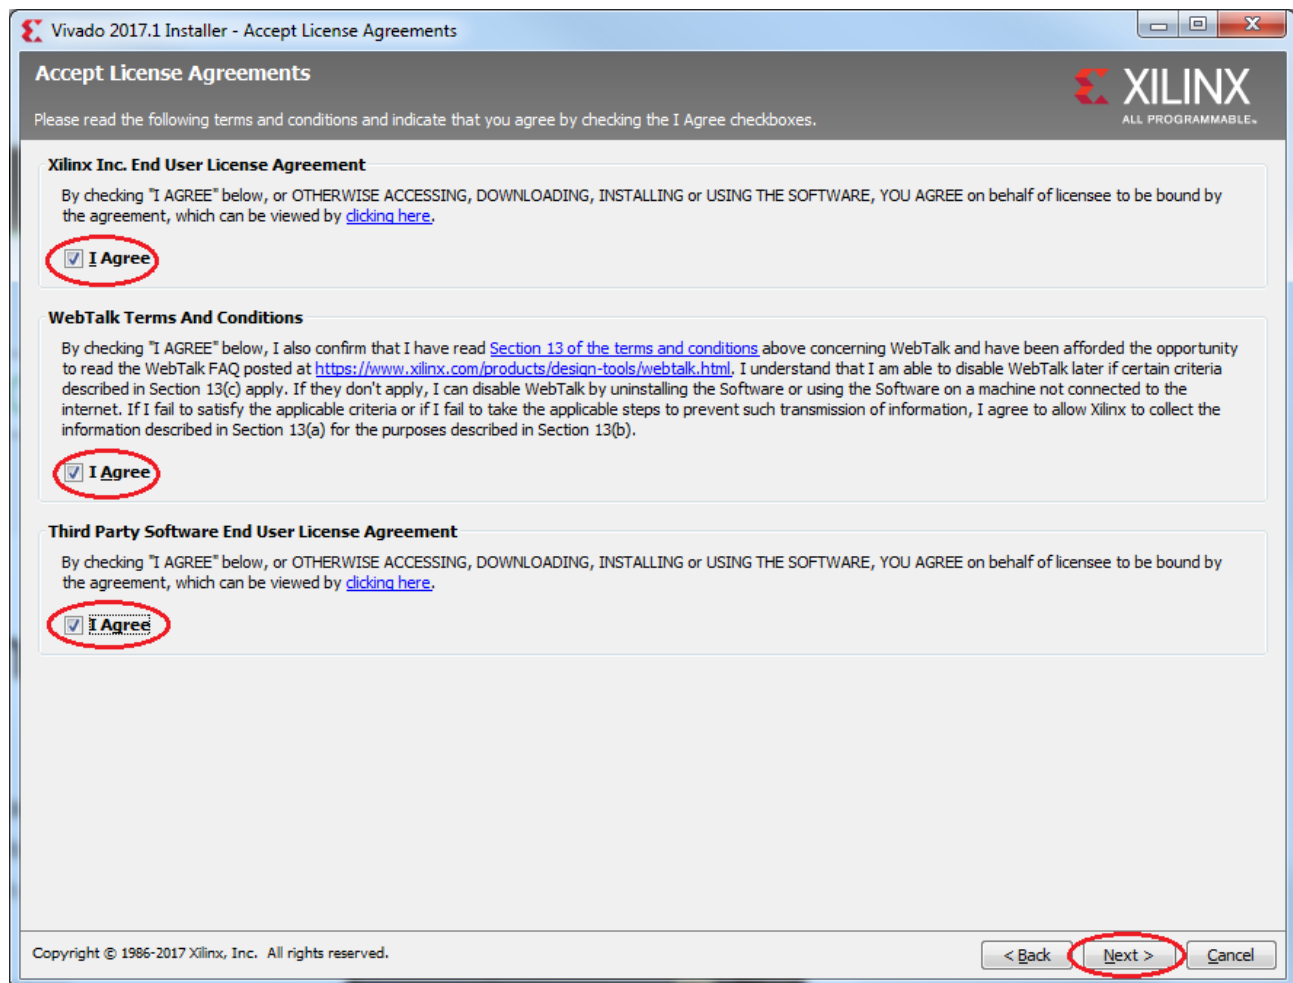 Vivado 2017.1 Installer - Accept License Agreements
Accept License Agreements
XILINX
ALL PROGRAMMABLE.
Please read the following terms and conditions and indicate that you agree by checking the I Agree checkboxes.
Xilinx Inc. End User License Agreement
By checking "I AGREE" below, or OTHERWISE ACCESSING, DOWNLOADING, INSTALLING or USING THE SOFTWARE, YOU AGREE on behalf of licensee to be bound by
the agreement, which can be viewed by clicking here.
I Agree
WebTalk Terms And Conditions
By checking "I AGREE" below, I also confirm that I have read Section 13 of the terms and conditions above concerning WebTalk and have been afforded the opportunity
to read the WebTalk FAQ posted at https://www.xilinx.com/products/design-tools/webtalk.html. I understand that I am able to disable WebTalk later if certain criteria
described in Section 13(c) apply. If they don't apply, I can disable WebTalk by uninstalling the Software or using the Software on a machine not connected to the
internet. If I fail to satisfy the applicable criteria or if I fail to take the applicable steps to prevent such transmission of information, I agree to allow Xilinx to collect the
information described in Section 13(a) for the purposes described in Section 13(b).
I Agree
Third Party Software End User License Agreement
By checking "I AGREE" below, or OTHERWISE ACCESSING, DOWNLOADING, INSTALLING or USING THE SOFTWARE, YOU AGREE on behalf of licensee to be bound by
the agreement, which can be viewed by clicking here.
I Agree
Copyright © 1986-2017 Xilinx, Inc. All rights reserved.
< Back
Next >
Cancel